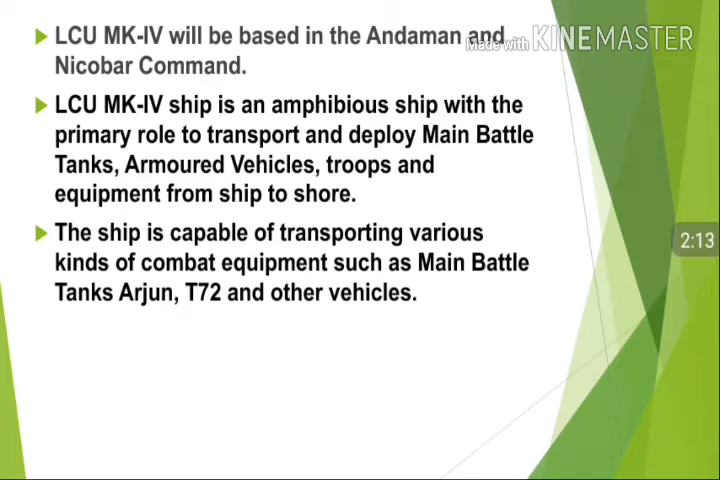 LCU MK-IV will be based in the Andaman and
Made with KINEMASTER
Nicobar Command.
LCU MK-IV ship is an amphibious ship with the
primary role to transport and deploy Main Battle
Tanks, Armoured Vehicles, troops and
equipment from ship to shore.
The ship is capable of transporting various
kinds of combat equipment such as Main Battle
Tanks Arjun, T72 and other vehicles.
2:13